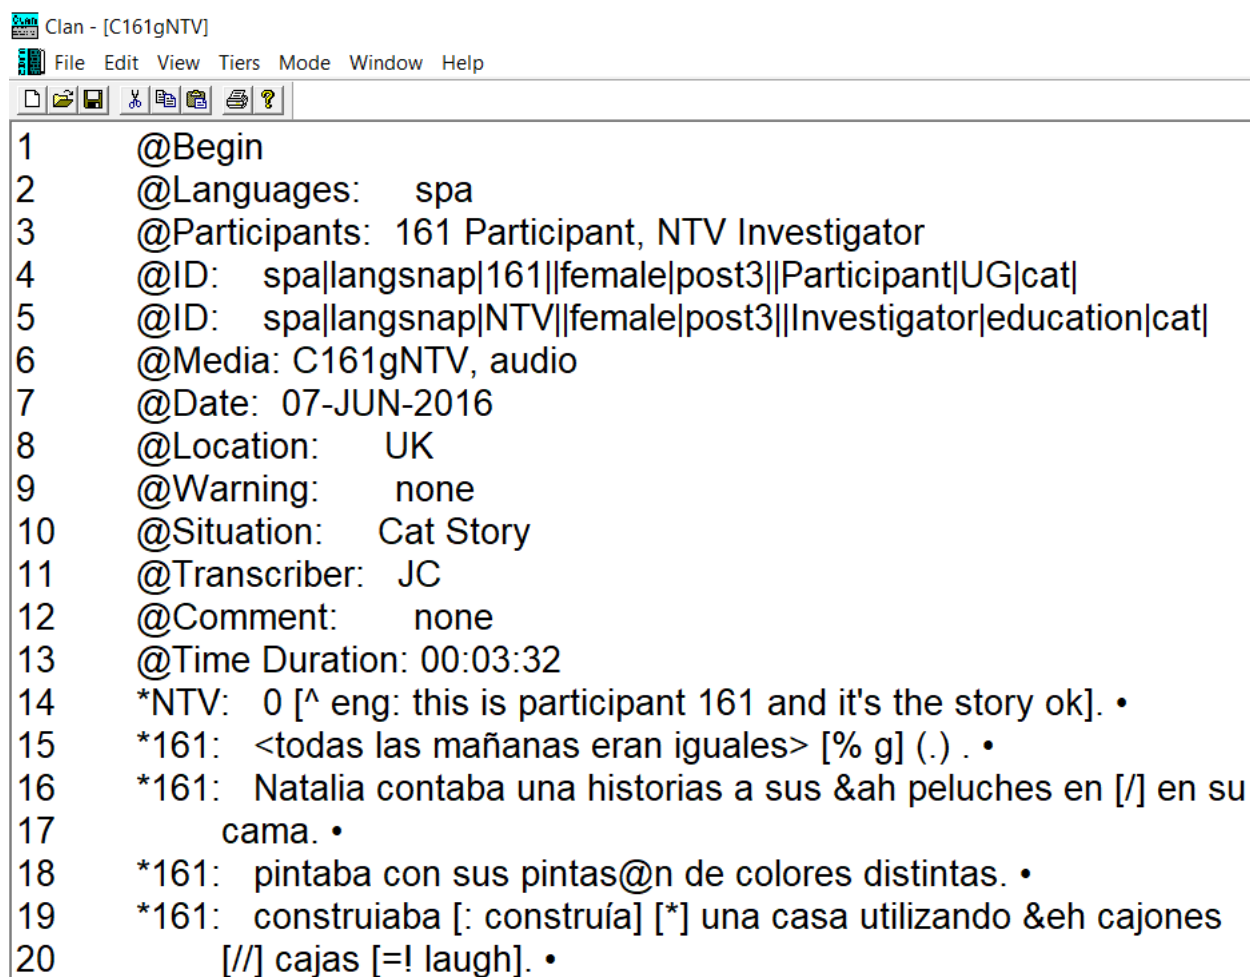 Clan - [C161gNTV]
File Edit View Tiers Mode Window Help
1 @Begin
2 @Languages: spa
3 @Participants: 161 Participant, NTV Investigator
4 @ID: spa|langsnap|161||female|post3||Participant|UG|cat|
5 @ID: spa|langsnap|NTV||female|post3||Investigator|education|cat|
6 @Media: C161gNTV, audio
7 @Date: 07-JUN-2016
8 @Location: UK
9 @Warning: none
10 @Situation: Cat Story
11 @Transcriber: JC
12 @Comment: none
13 @Time Duration: 00:03:32
14 *NTV: 0 [^ eng: this is participant 161 and it's the story ok]. •
15 *161: <todas las mañanas eran iguales> [% g] (.) . •
16 *161: Natalia contaba una historias a sus &ah peluches en [/] en su
17 cama. •
18 *161: pintaba con sus pintas@n de colores distintas. •
19 *161: construiaba [: construía] [*] una casa utilizando &eh cajones
20 [//] cajas [=! laugh]. •